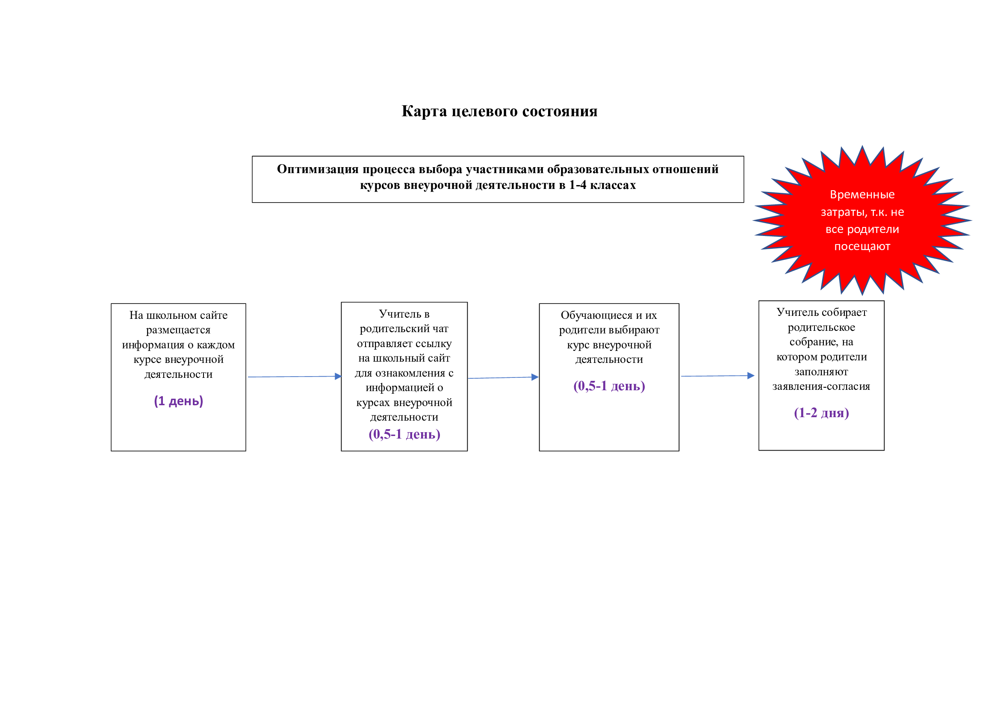 Карта целевого состояния
Оптимизация процесса выбора участниками образовательных отношений
курсов внеурочной деятельности в 1-4 классах
Временные
затраты, т.к. не
все родители
посещают
На школьном сайте
размещается
информация о каждом
курсе внеурочной
деятельности
(1 день)
Учитель в
родительский чат
отправляет ссылку
на школьный сайт
для ознакомления с
информацией о
курсах внеурочной
деятельности
(0,5-1 день)
Обучающиеся и их
родители выбирают
курс внеурочной
деятельности
(0,5-1 день)
Учитель собирает
родительское
собрание, на
котором родители
заполняют
заявления-согласия
(1-2 дня)